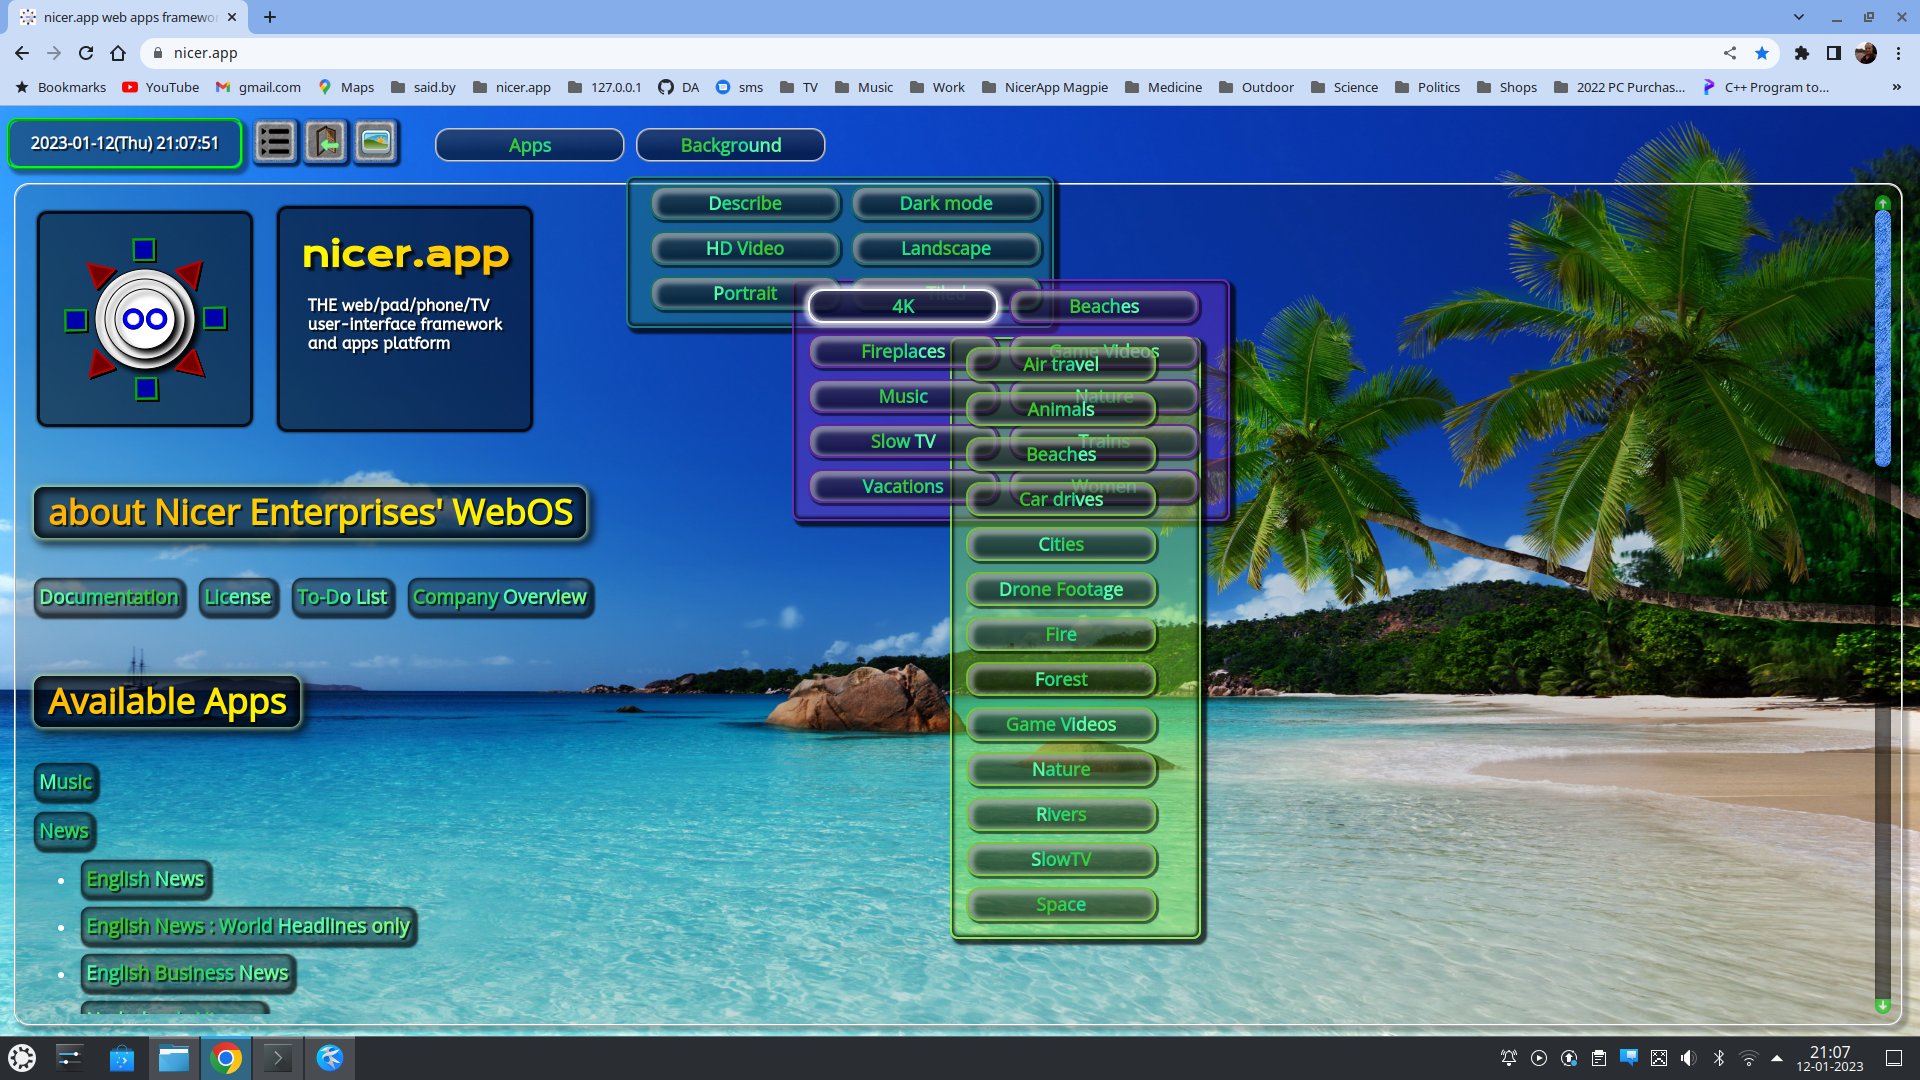 nicer.app web apps framewor
nicer.app
Bookmarks YouTube gmail.com Maps said.by nicer.app 127.0.0.1 DA sms TV Music Work NicerApp Magpie Medicine Outdoor Science Politics Shops 2022 PC Purchas... C++ Program to... »
2023-01-12(Thu) 21:07:51
Apps Background
Describe Dark mode
HD Video Landscape
Portrait Tiled
4K Beaches
Fireplaces Game Videos
Music Nature
Slow TV Trains
Vacations Women
Air travel
Animals
Beaches
Car drives
Cities
Drone Footage
Fire
Forest
Game Videos
Nature
Rivers
SlowTV
Space
nicer.app
THE web/pad/phone/TV
user-interface framework
and apps platform
about Nicer Enterprises' WebOS
Documentation License To-Do List Company Overview
Available Apps
Music
News
English News
English News : World Headlines only
English Business News
21:07
12-01-2023